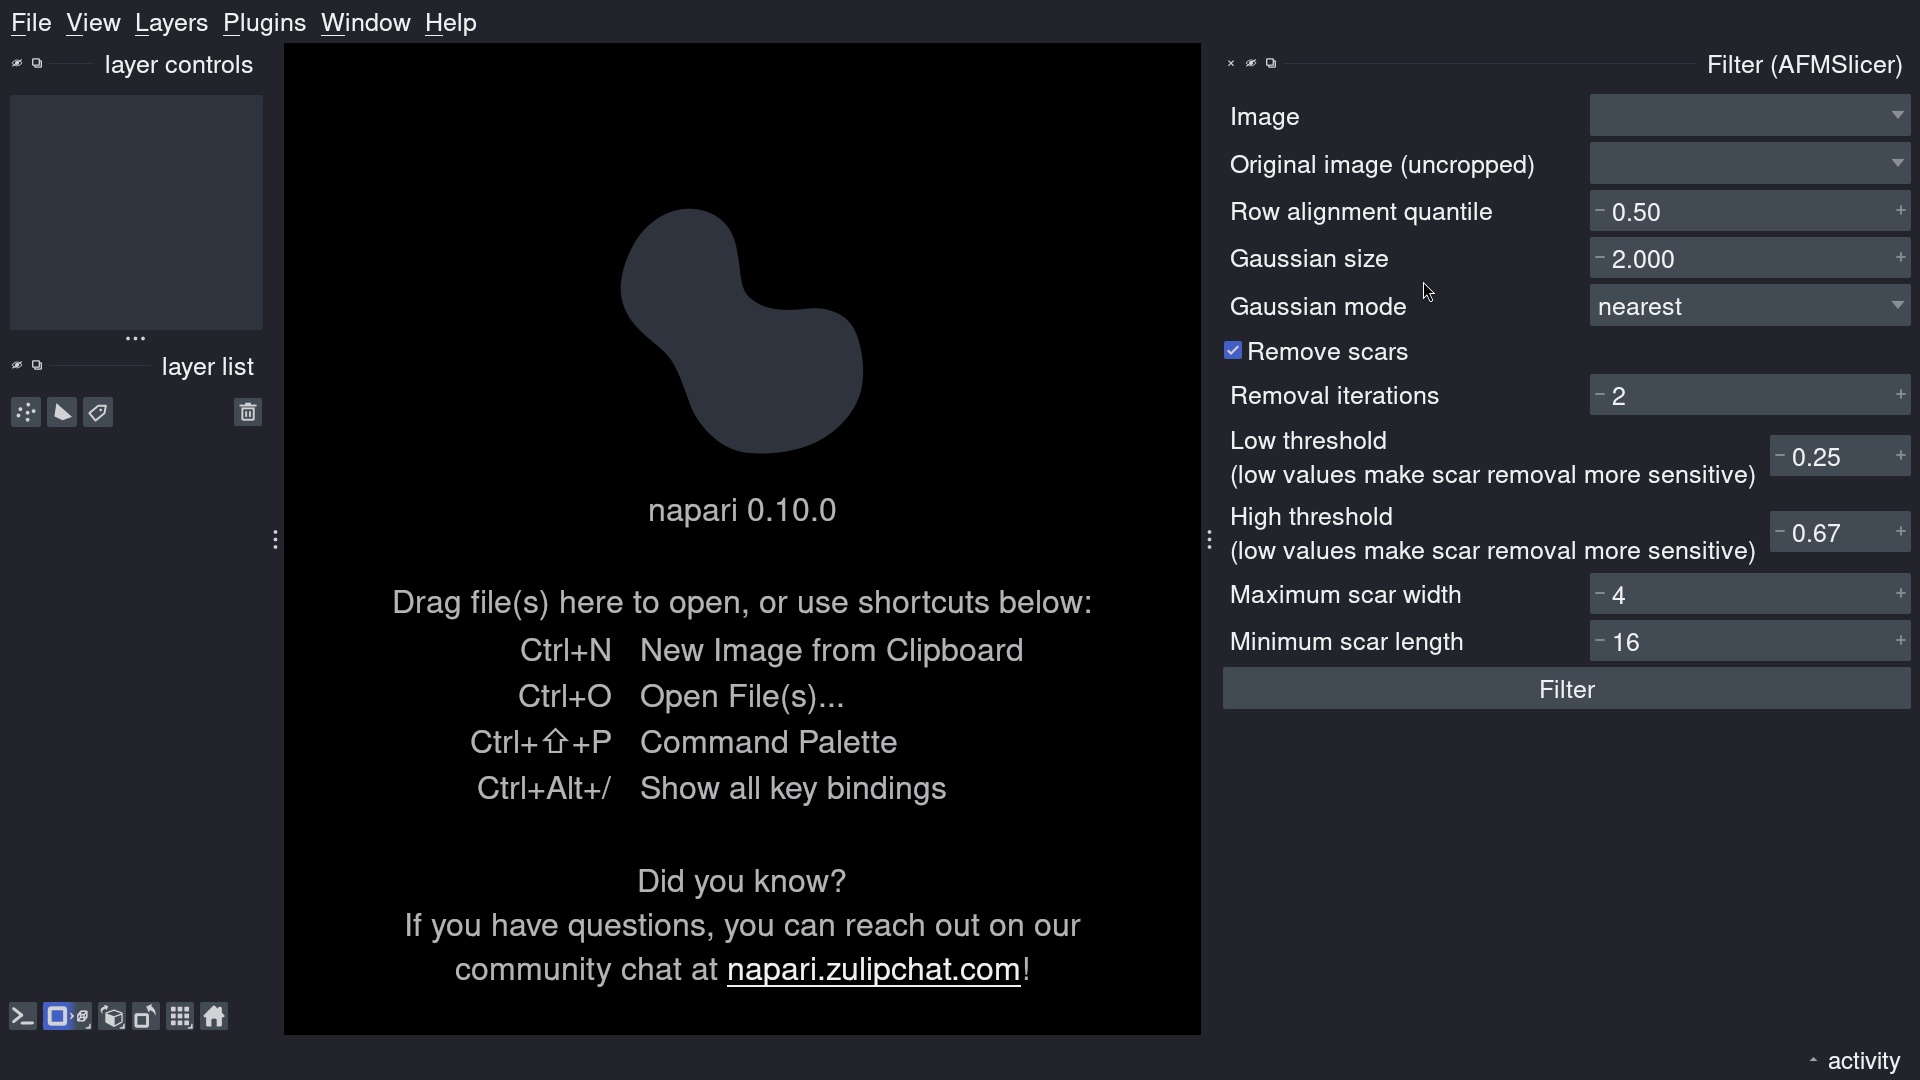 File View Layers Plugins Window Help
layer controls
layer list
napari 0.10.0
Drag file(s) here to open, or use shortcuts below:
Ctrl+N New Image from Clipboard
Ctrl+O Open File(s)...
Ctrl+⇧+P Command Palette
Ctrl+Alt+/ Show all key bindings
Did you know?
If you have questions, you can reach out on our
community chat at napari.zulipchat.com!
Filter (AFMSlicer)
Image
Original image (uncropped)
Row alignment quantile 0.50
Gaussian size 2.000
Gaussian mode nearest
Remove scars
Removal iterations 2
Low threshold
(low values make scar removal more sensitive) 0.25
High threshold
(low values make scar removal more sensitive) 0.67
Maximum scar width 4
Minimum scar length 16
Filter
activity